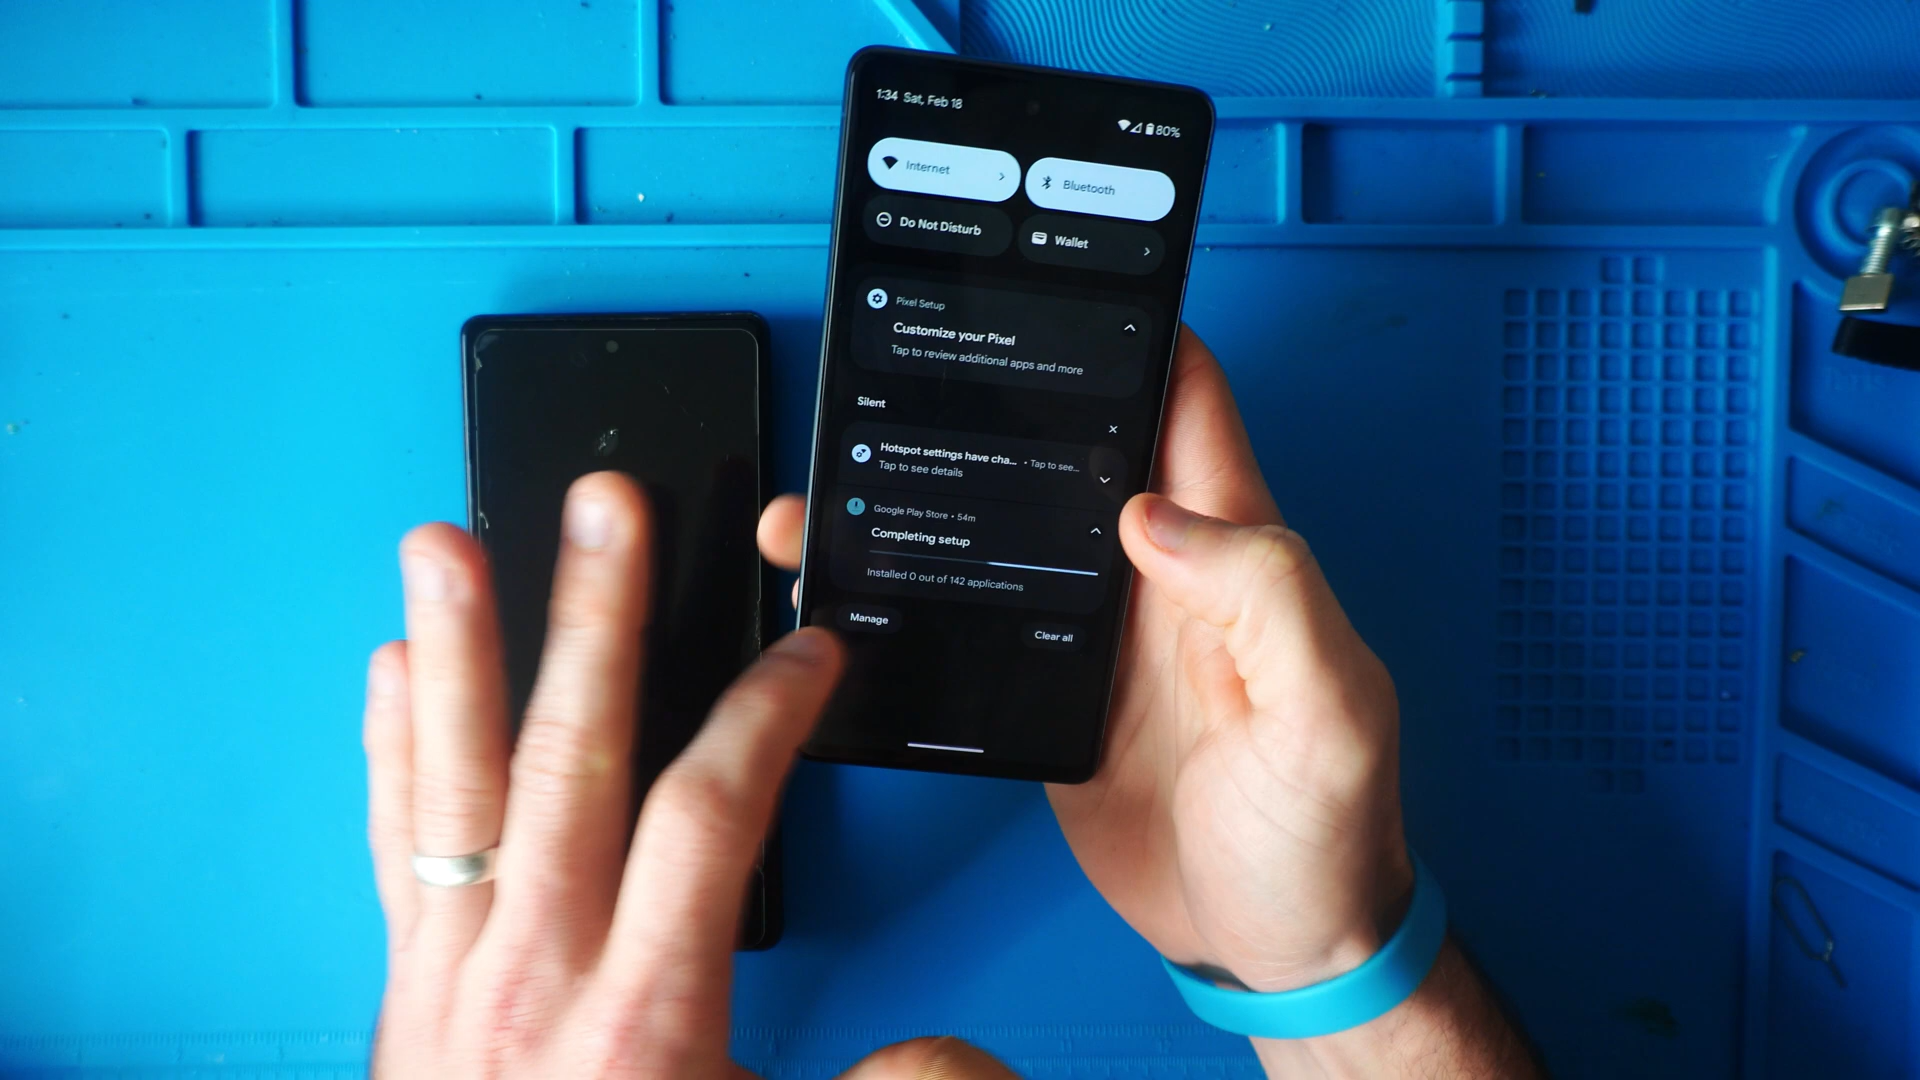 1:34 Sat, Feb 18
80%
Internet
Bluetooth
Do Not Disturb
Wallet
Pixel Setup
Customize your Pixel
Tap to review additional apps and more
Silent
Hotspot settings have cha... • Tap to see...
Tap to see details
Google Play Store • 54m
Completing setup
Installed 0 out of 142 applications
Manage
Clear all